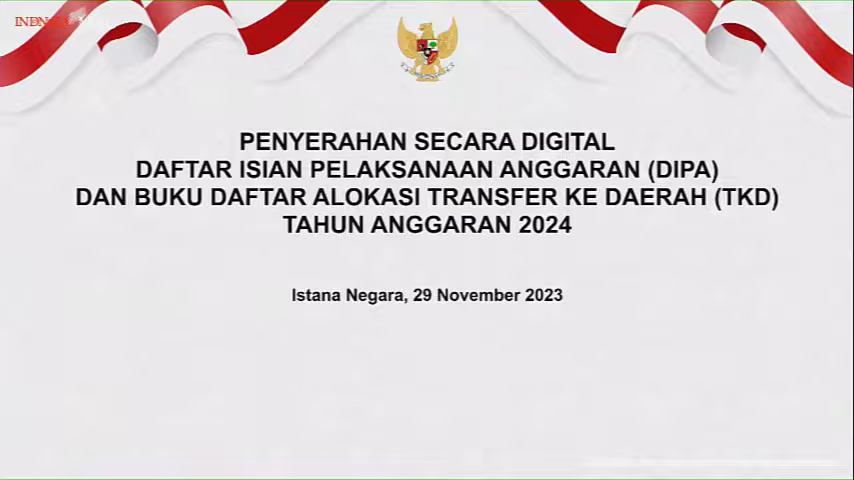 PENYERAHAN SECARA DIGITAL
DAFTAR ISIAN PELAKSANAAN ANGGARAN (DIPA)
DAN BUKU DAFTAR ALOKASI TRANSFER KE DAERAH (TKD)
TAHUN ANGGARAN 2024
Istana Negara, 29 November 2023